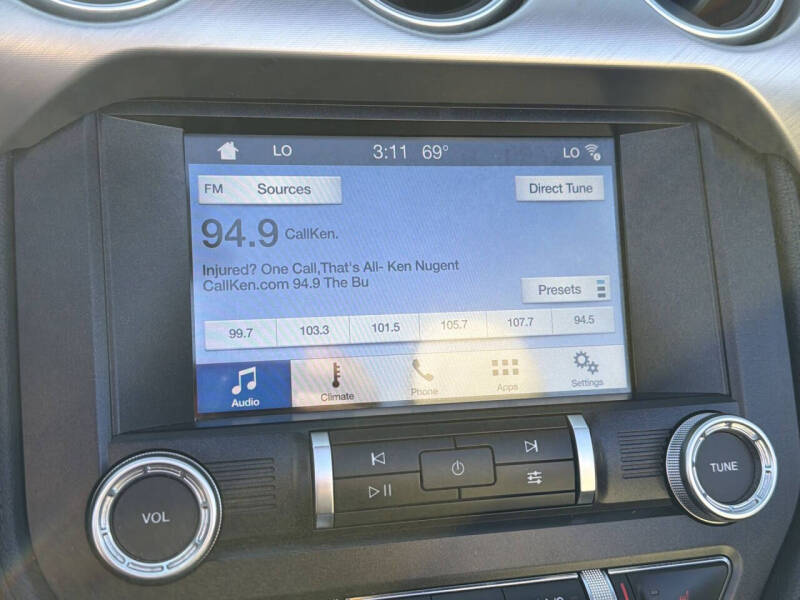 LO 3:11 69° LO
FM Sources Direct Tune
94.9 CallKen.
Injured? One Call,That's All- Ken Nugent
CallKen.com 94.9 The Bu
Presets
99.7 103.3 101.5 105.7 107.7 94.5
Audio Climate Phone Apps Settings
VOL
TUNE